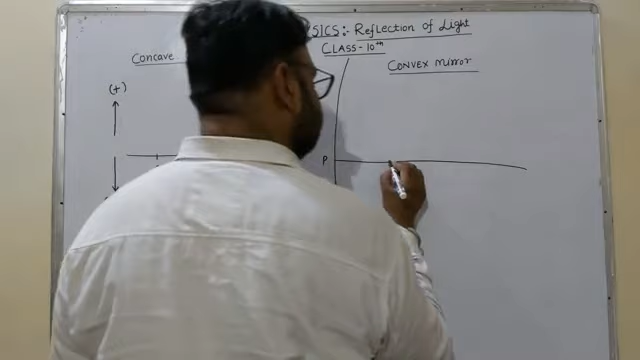 SICS:- Reflection of Light
CLASS-10th
Concave
Convex Mirror
(+)
P